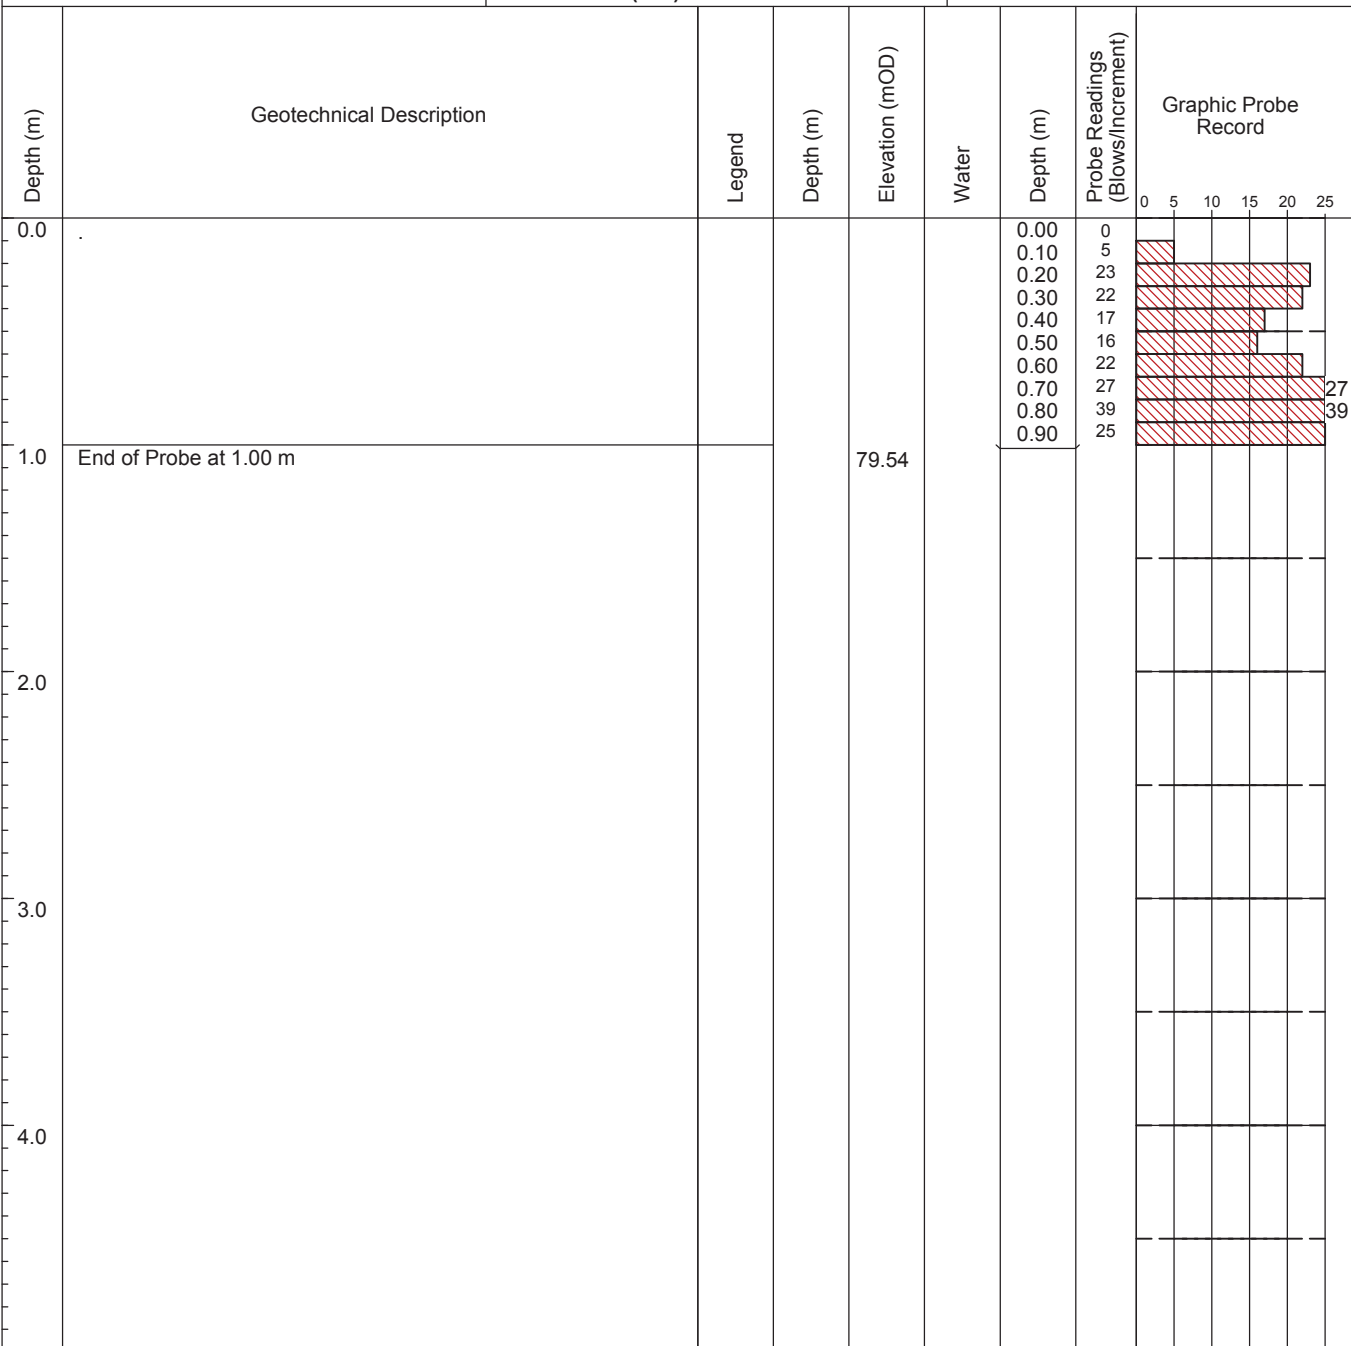 Depth (m)
Geotechnical Description
Legend
Depth (m)
Elevation (mOD)
Water
Depth (m)
Probe Readings
(Blows/Increment)
Graphic Probe
Record
0 5 10 15 20 25
0.0 . 0.00 0
0.10 5
0.20 23
0.30 22
0.40 17
0.50 16
0.60 22
0.70 27 27
0.80 39 39
0.90 25
1.0 End of Probe at 1.00 m 79.54
2.0
3.0
4.0